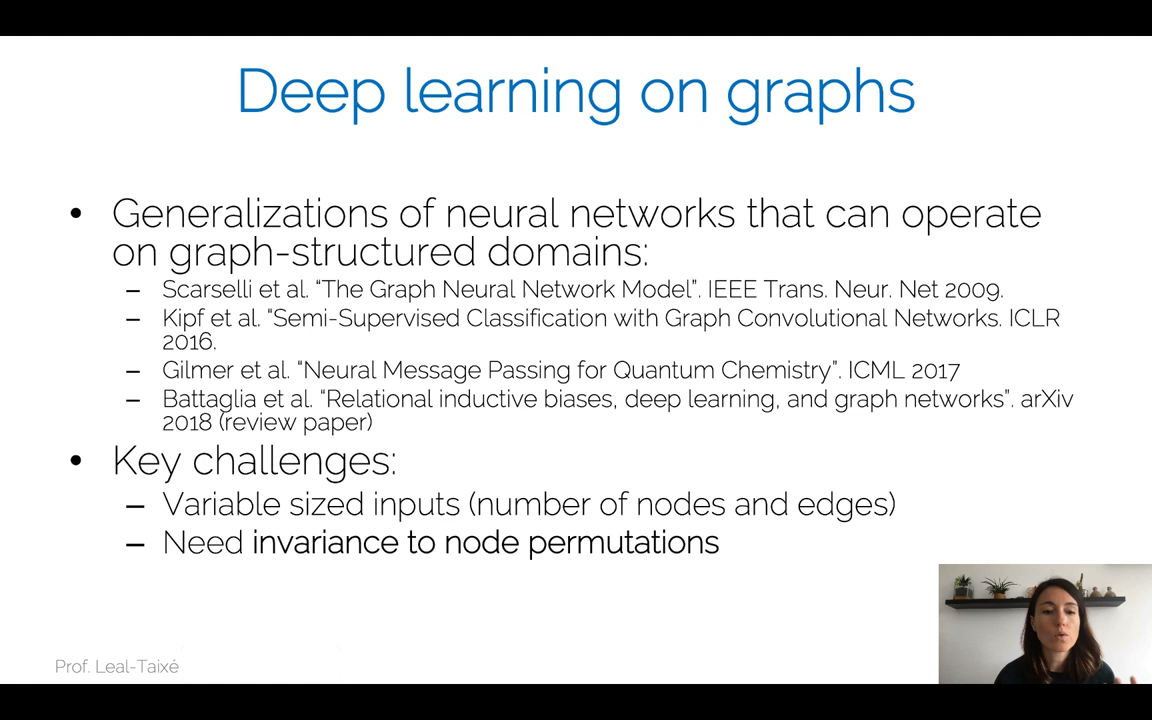 Deep learning on graphs
• Generalizations of neural networks that can operate
on graph-structured domains:
– Scarselli et al. “The Graph Neural Network Model”. IEEE Trans. Neur. Net 2009.
– Kipf et al. “Semi-Supervised Classification with Graph Convolutional Networks. ICLR
2016.
– Gilmer et al. “Neural Message Passing for Quantum Chemistry”. ICML 2017
– Battaglia et al. “Relational inductive biases, deep learning, and graph networks”. arXiv
2018 (review paper)
• Key challenges:
– Variable sized inputs (number of nodes and edges)
– Need invariance to node permutations
Prof. Leal-Taixé